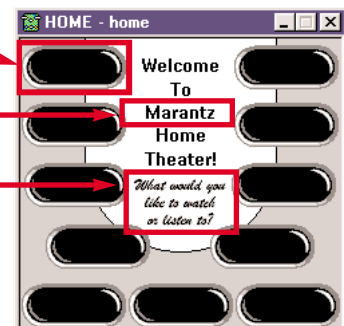 HOME - home
Welcome
To
Marantz
Home
Theater!
What would you
like to watch
or listen to?